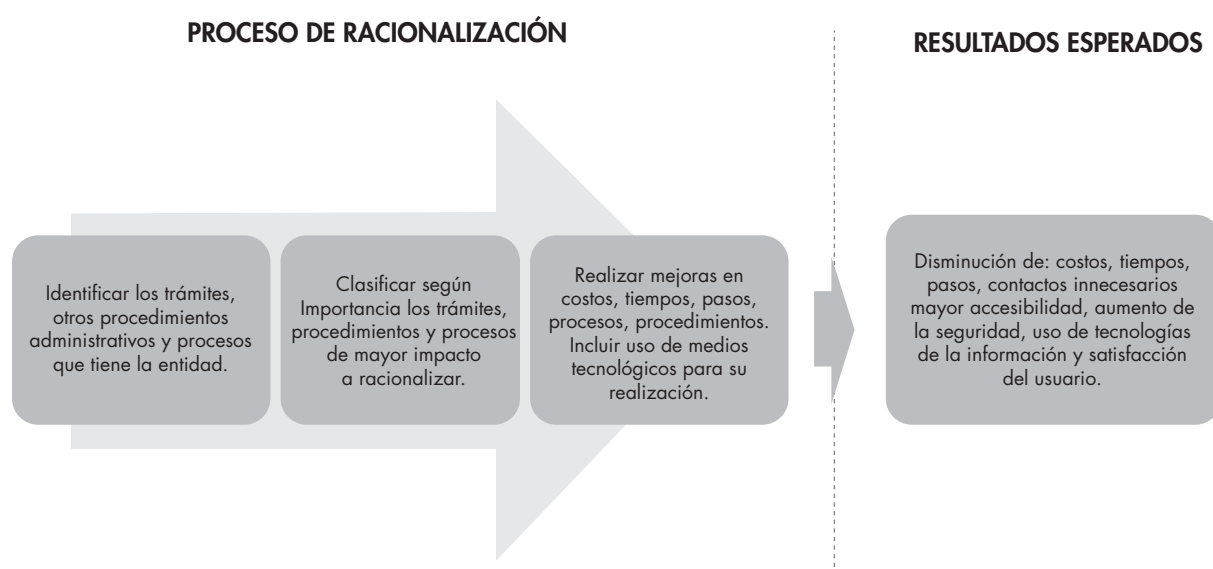 PROCESO DE RACIONALIZACIÓN
RESULTADOS ESPERADOS
Identificar los trámites,
otros procedimientos
administrativos y procesos
que tiene la entidad.
Clasificar según
Importancia los trámites,
procedimientos y procesos
de mayor impacto
a racionalizar.
Realizar mejoras en
costos, tiempos, pasos,
procesos, procedimientos.
Incluir uso de medios
tecnológicos para su
realización.
Disminución de: costos, tiempos,
pasos, contactos innecesarios
mayor accesibilidad, aumento de
la seguridad, uso de tecnologías
de la información y satisfacción
del usuario.